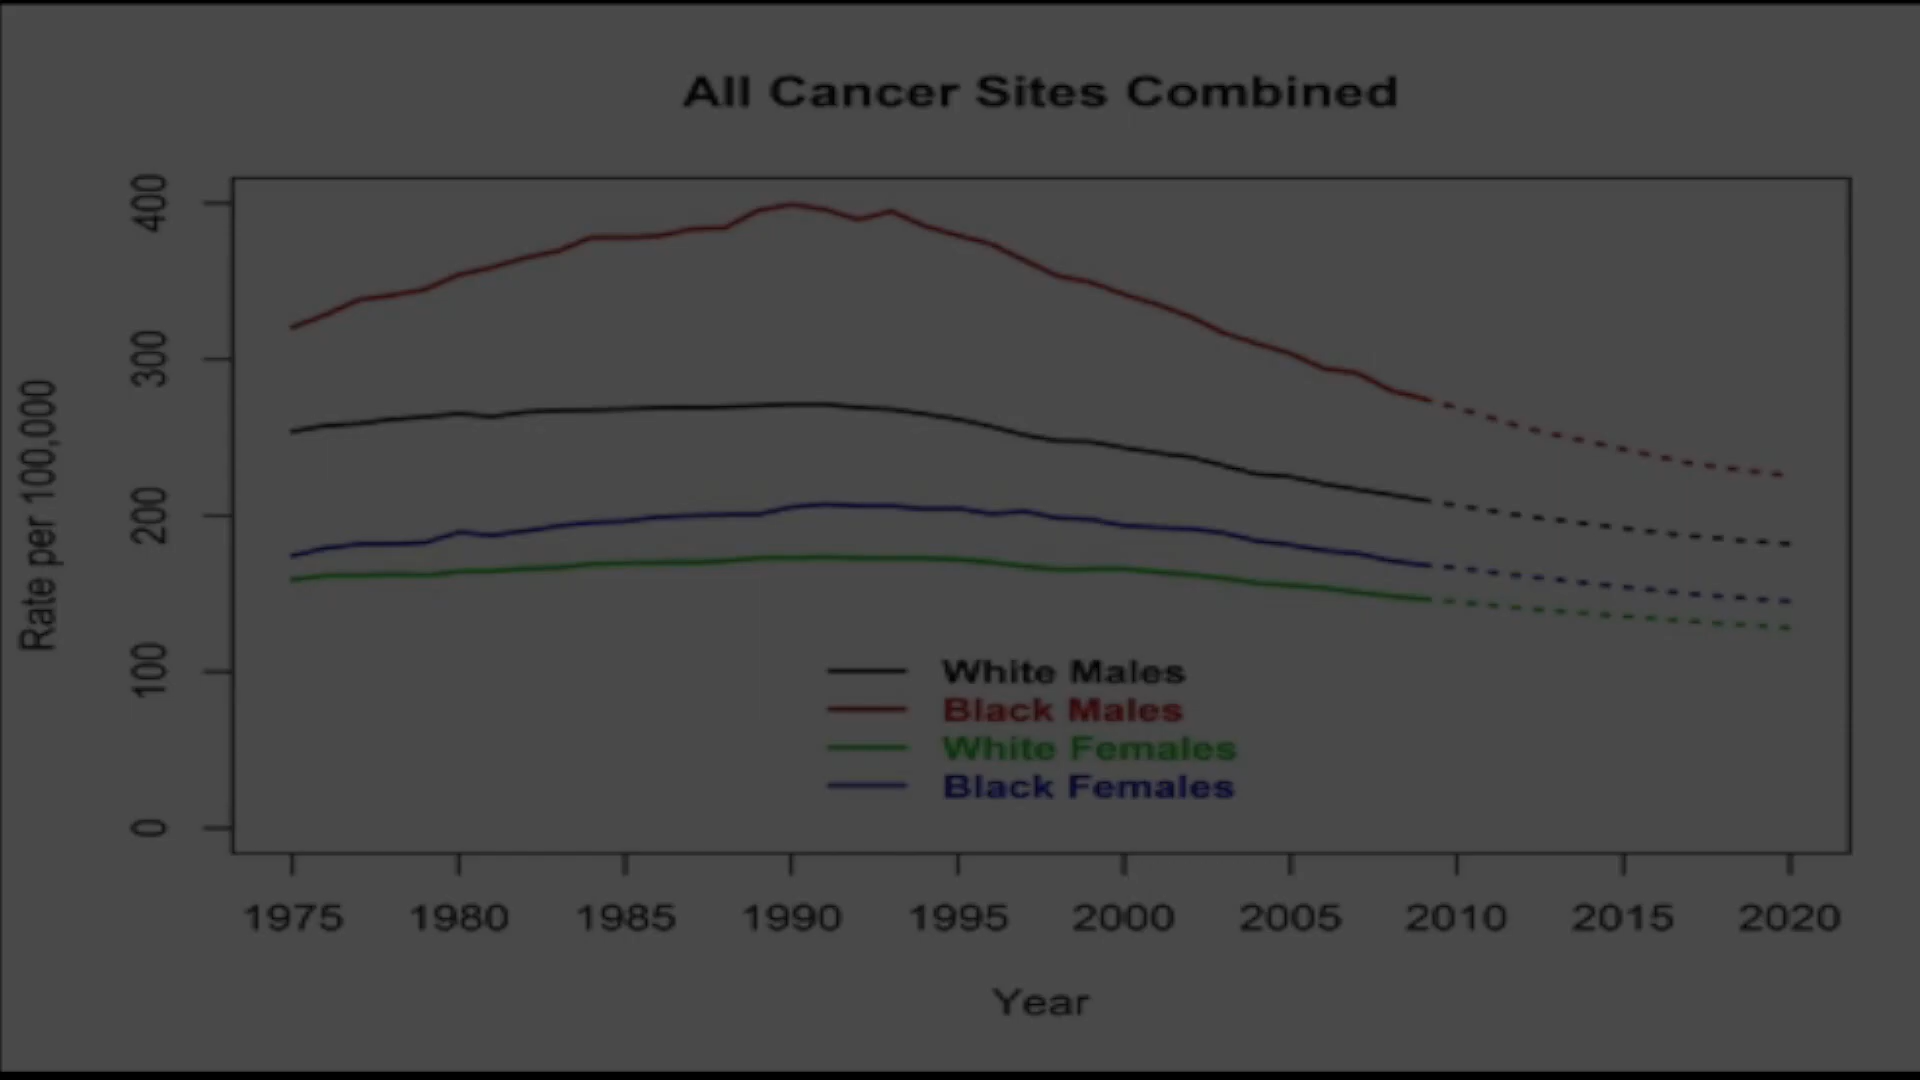 All Cancer Sites Combined
400
300
200
100
0
Rate per 100,000
White Males
Black Males
White Females
Black Females
1975 1980 1985 1990 1995 2000 2005 2010 2015 2020
Year